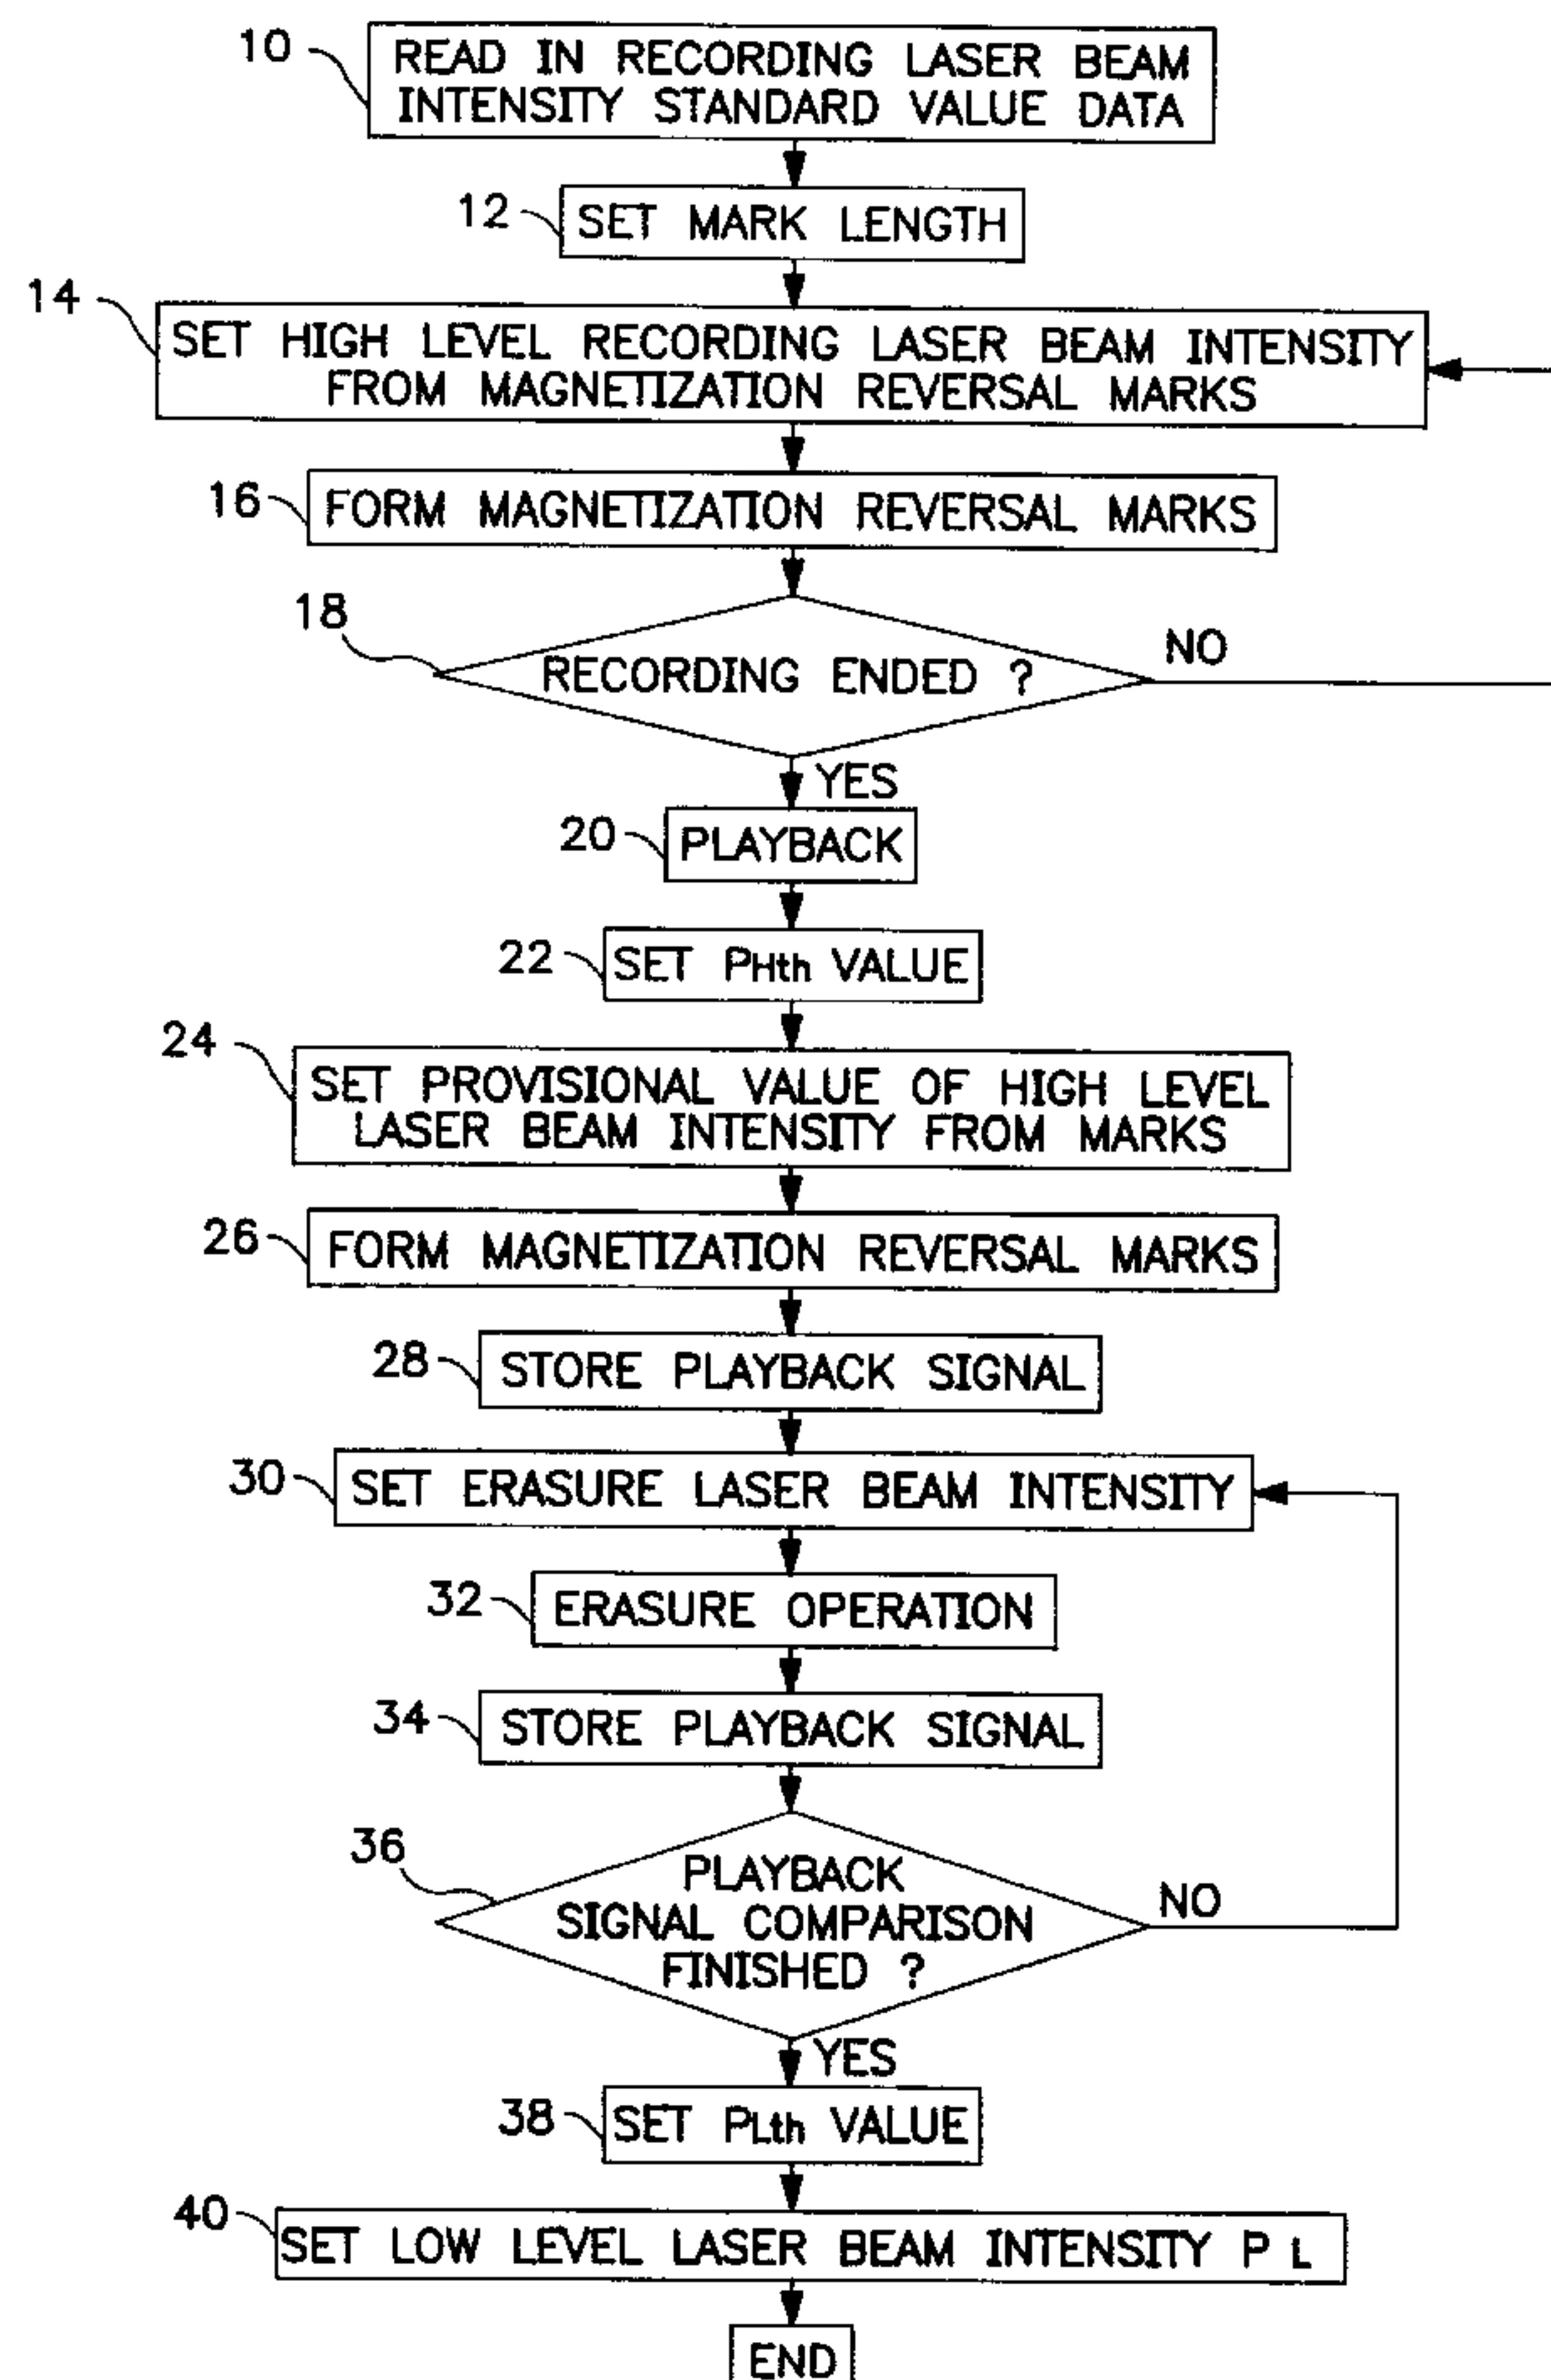 10
READ IN RECORDING LASER BEAM
INTENSITY STANDARD VALUE DATA
12
SET MARK LENGTH
14
SET HIGH LEVEL RECORDING LASER BEAM INTENSITY
FROM MAGNETIZATION REVERSAL MARKS
16
FORM MAGNETIZATION REVERSAL MARKS
18
RECORDING ENDED ?
NO
YES
20
PLAYBACK
22
SET PHth VALUE
24
SET PROVISIONAL VALUE OF HIGH LEVEL
LASER BEAM INTENSITY FROM MARKS
26
FORM MAGNETIZATION REVERSAL MARKS
28
STORE PLAYBACK SIGNAL
30
SET ERASURE LASER BEAM INTENSITY
32
ERASURE OPERATION
34
STORE PLAYBACK SIGNAL
36
PLAYBACK
SIGNAL COMPARISON
FINISHED ?
NO
YES
38
SET PLth VALUE
40
SET LOW LEVEL LASER BEAM INTENSITY P L
END